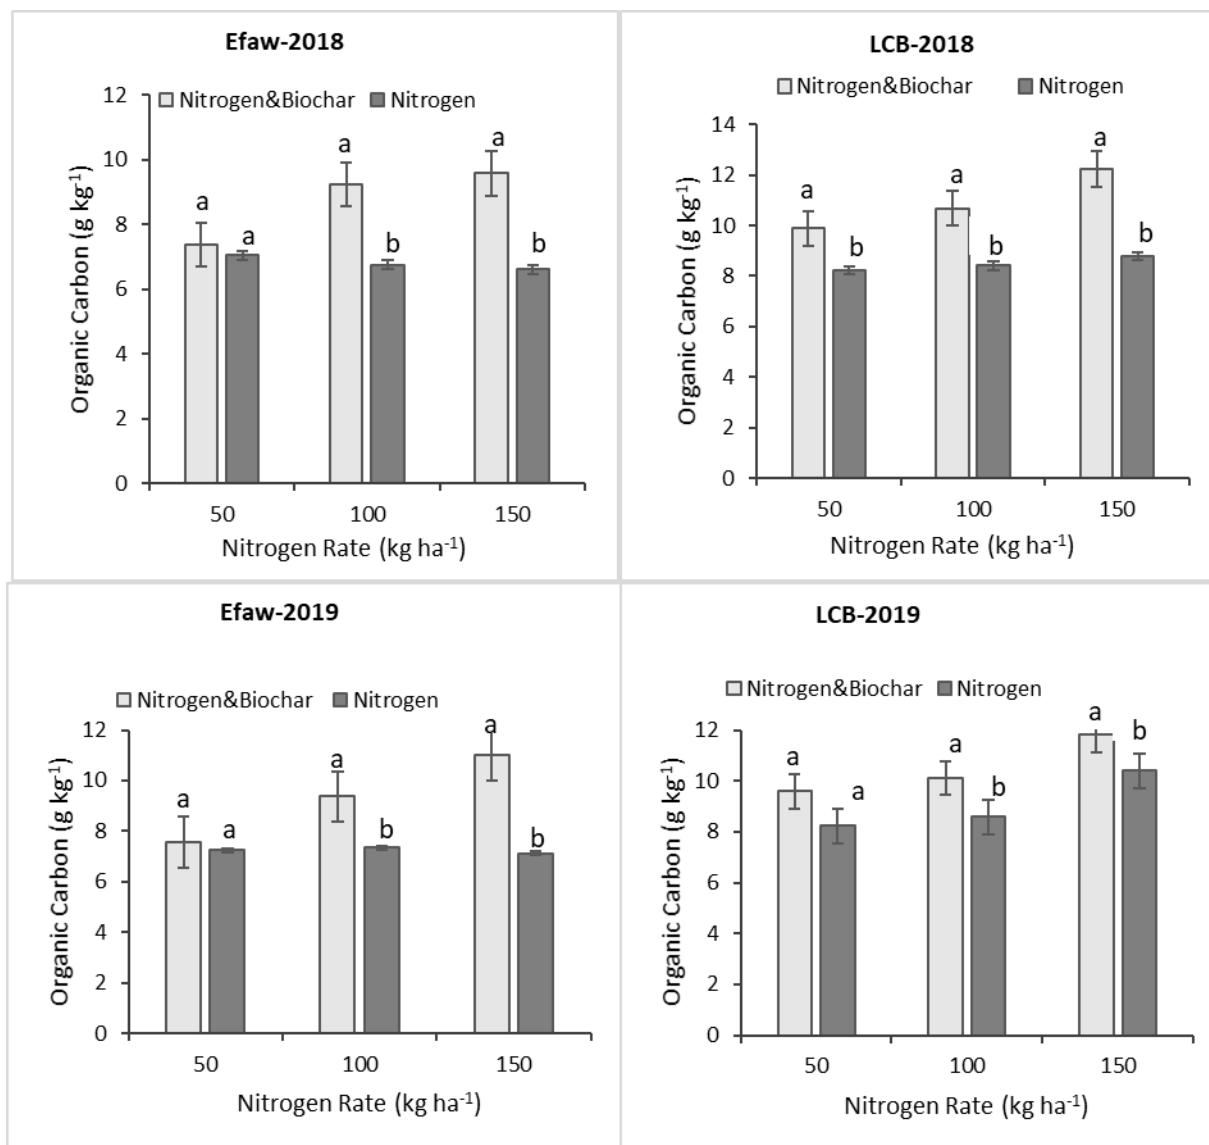 Efaw-2018
Nitrogen&Biochar Nitrogen
Organic Carbon (g kg-1)
12
10
8
6
4
2
0
a a
a b
a b
50 100 150
Nitrogen Rate (kg ha-1)
LCB-2018
Nitrogen&Biochar Nitrogen
Organic Carbon (g kg-1)
14
12
10
8
6
4
2
0
a b
a b
a b
50 100 150
Nitrogen Rate (kg ha-1)
Efaw-2019
Nitrogen&Biochar Nitrogen
Organic Carbon (g kg-1)
12
10
8
6
4
2
0
a a
a b
a b
50 100 150
Nitrogen Rate (kg ha-1)
LCB-2019
Nitrogen&Biochar Nitrogen
Organic Carbon (g kg-1)
12
10
8
6
4
2
0
a a
a b
a b
50 100 150
Nitrogen Rate (kg ha-1)